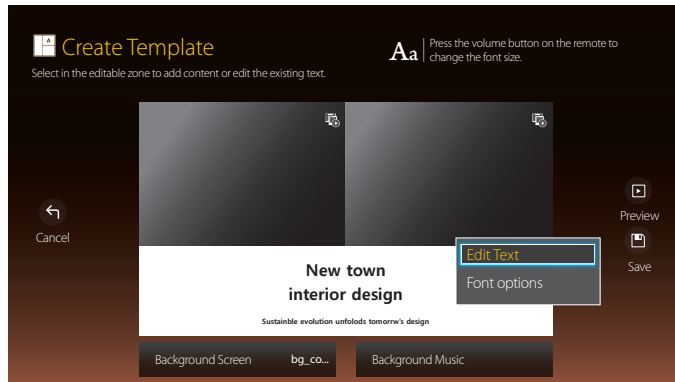 A
Create Template
Select in the editable zone to add content or edit the existing text.
Aa
Press the volume button on the remote to
change the font size.
Cancel
Preview
Save
Edit Text
Font options
New town
interior design
Sustainble evolution unfolods tomorrw's design
Background Screen bg_co...
Background Music